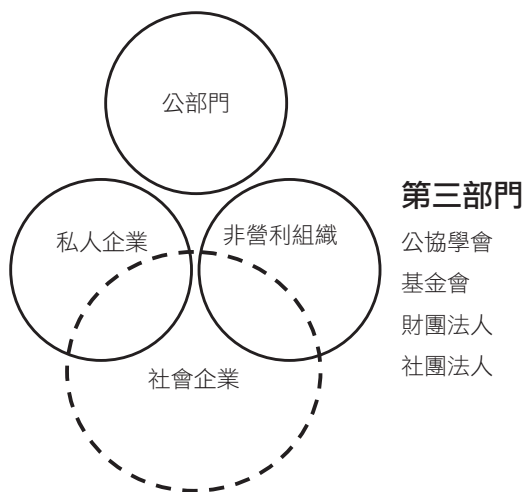 公部門
私人企業
非營利組織
社會企業
第三部門
公協學會
基金會
財團法人
社團法人